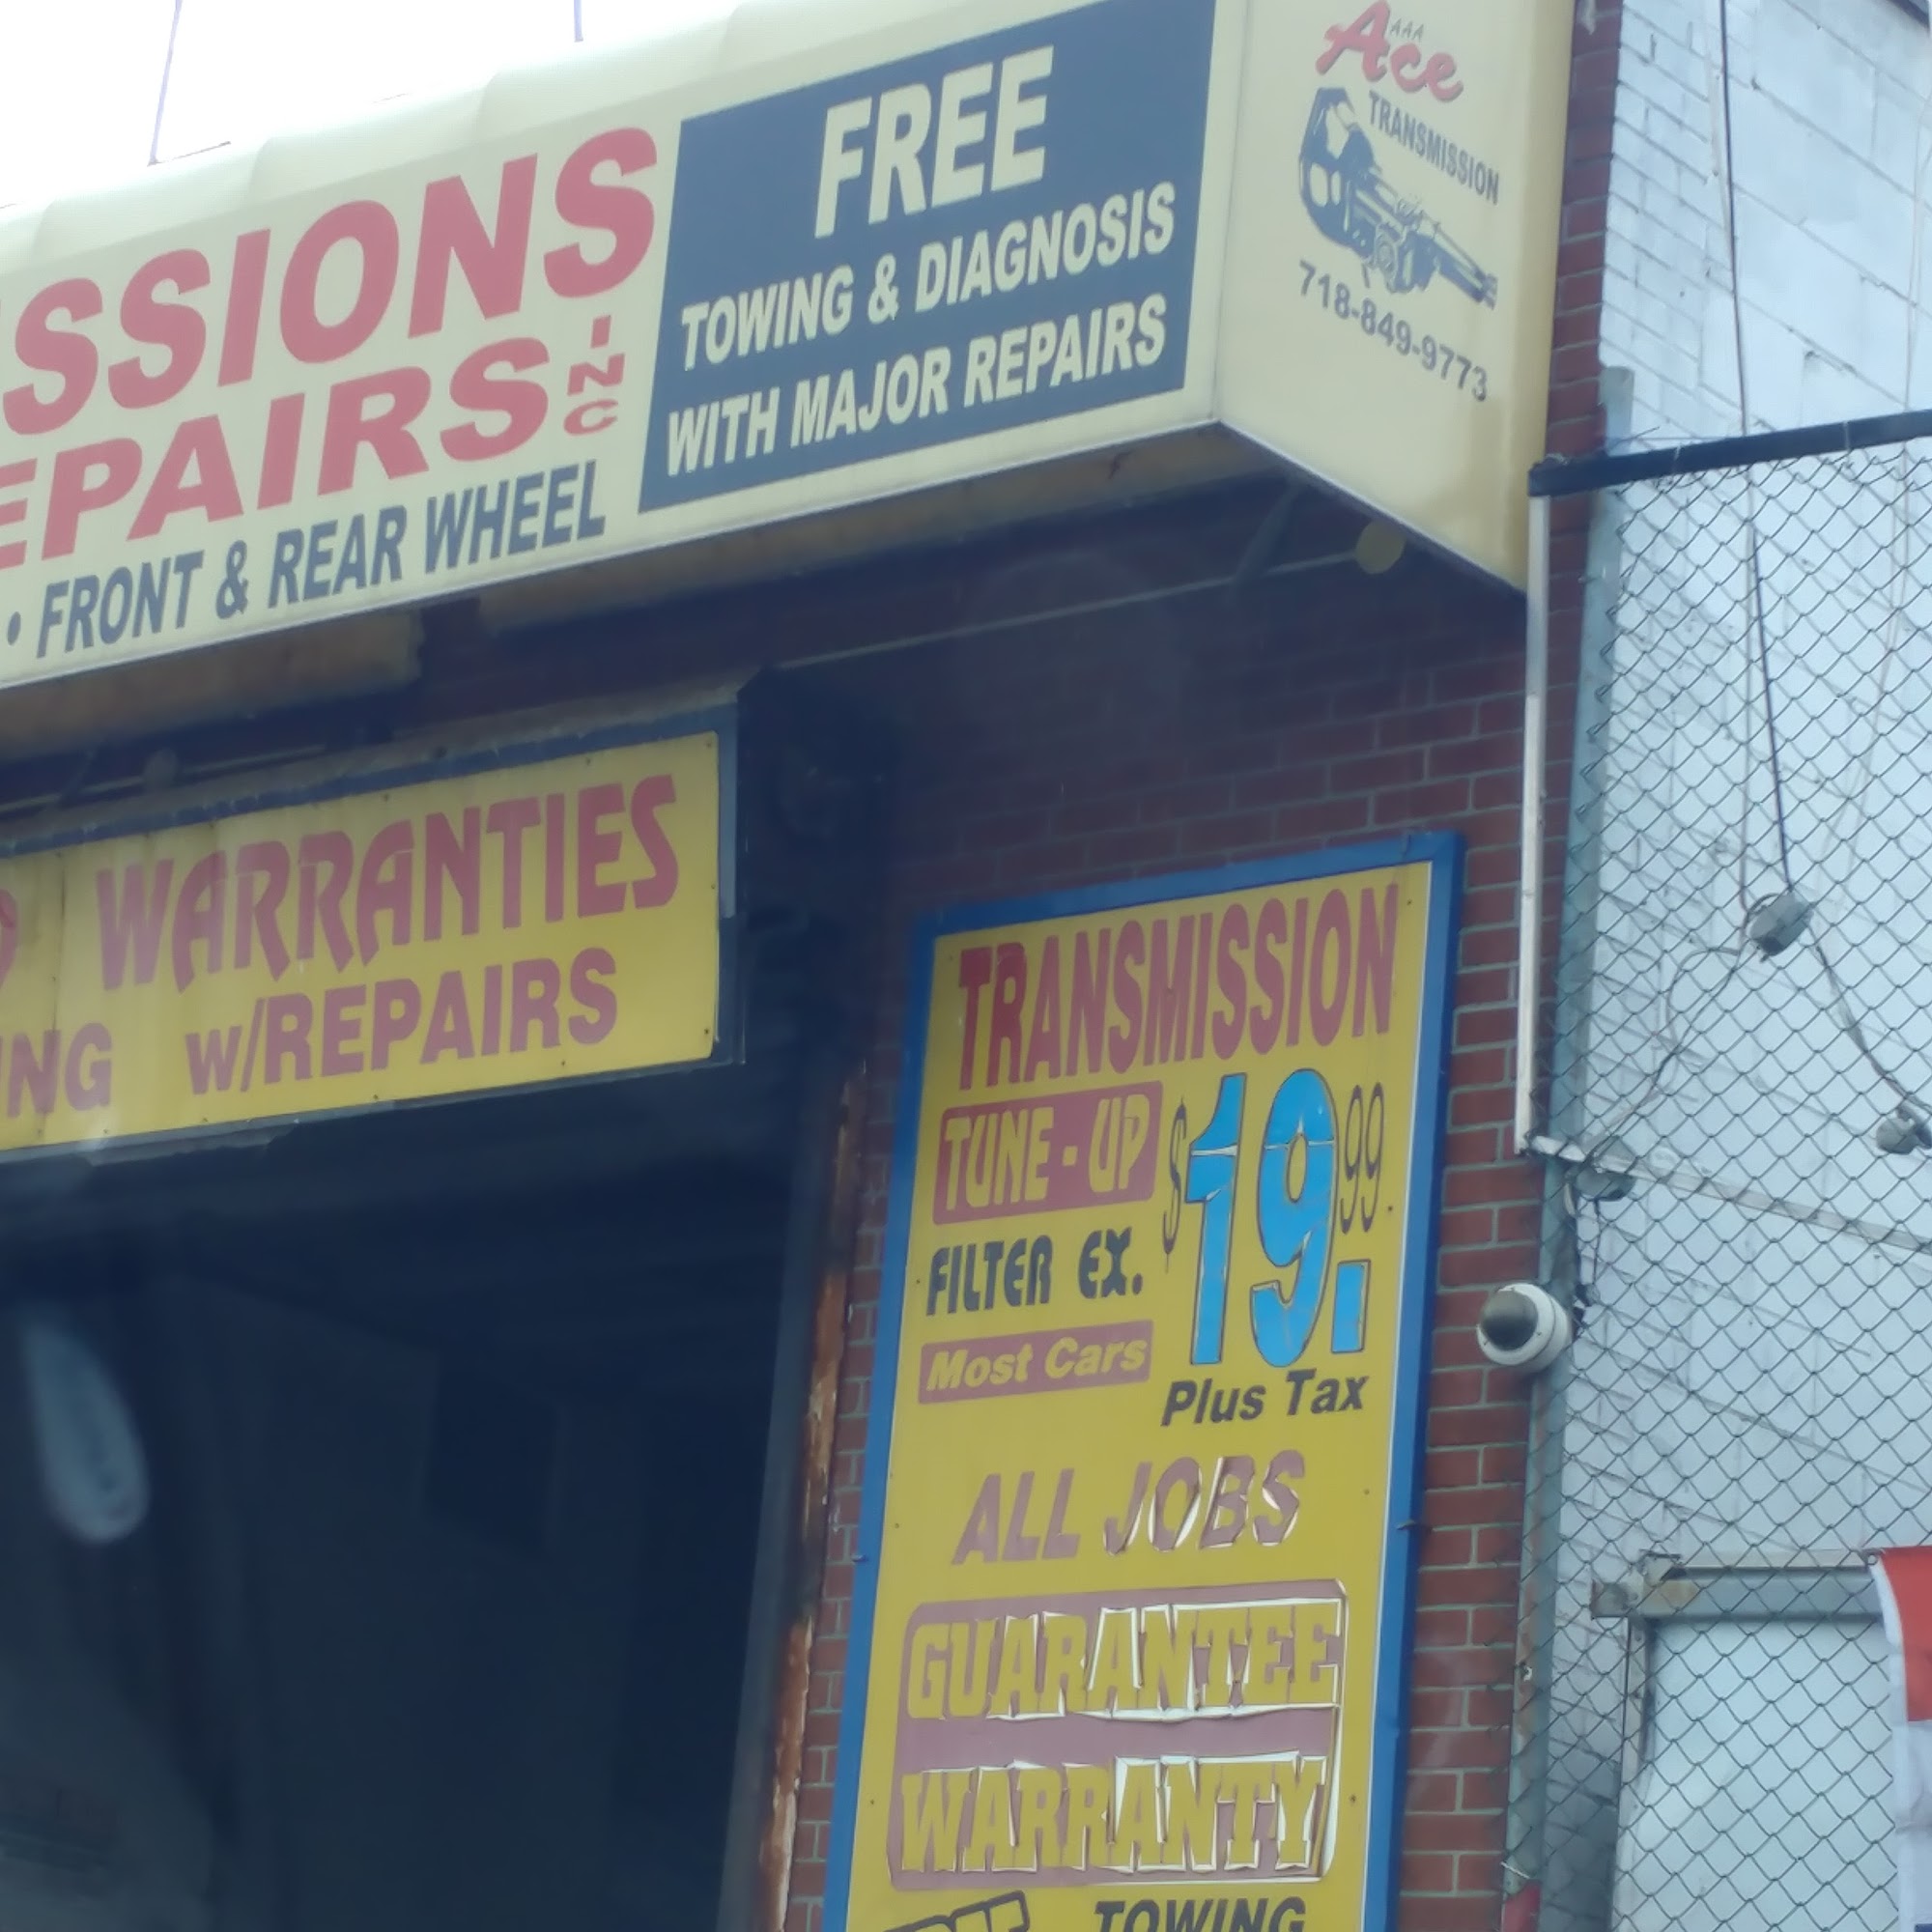 SSIONS
EPAIRS INC
• FRONT & REAR WHEEL
FREE
TOWING & DIAGNOSIS
WITH MAJOR REPAIRS
AAA
Ace
TRANSMISSION
718-849-9773
WARRANTIES
ING w/REPAIRS
TRANSMISSION
TUNE-UP
$19.99
FILTER EX.
Most Cars
Plus Tax
ALL JOBS
GUARANTEE
WARRANTY
TOWING